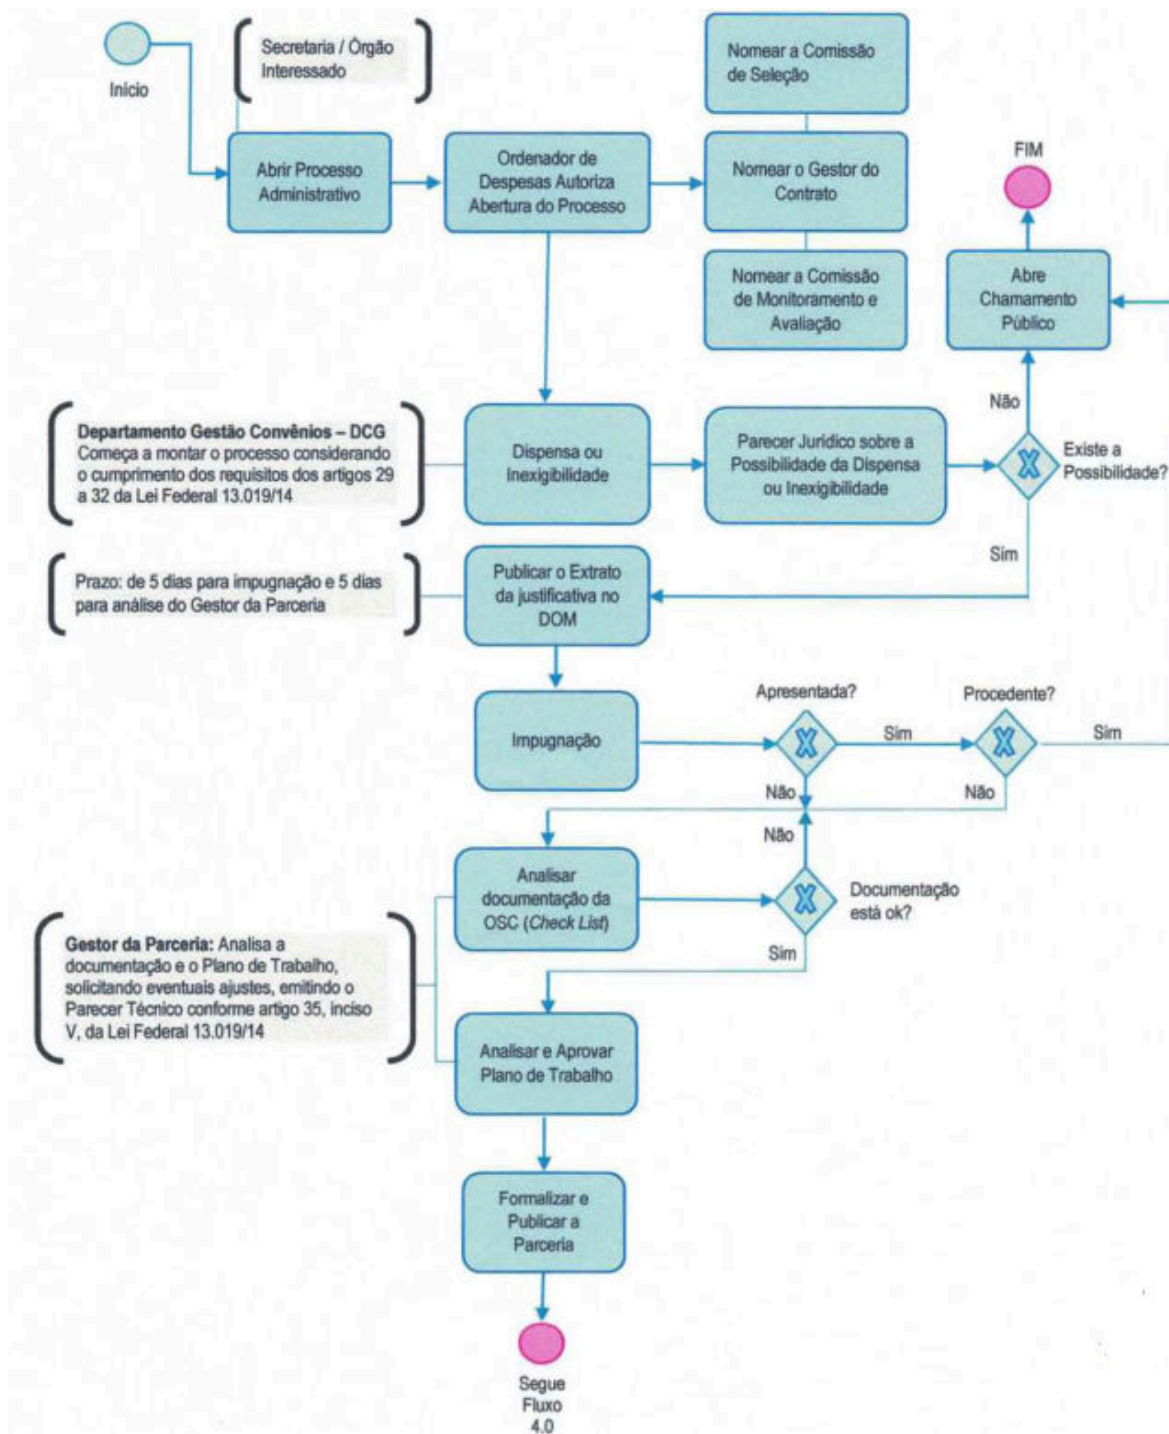 Início
Secretaria / Órgão
Interessado
Abrir Processo
Administrativo
Ordenador de
Despesas Autoriza
Abertura do Processo
Nomear a Comissão
de Seleção
Nomear o Gestor do
Contrato
Nomear a Comissão
de Monitoramento e
Avaliação
FIM
Abre
Chamamento
Público
Não
Existe a
Possibilidade?
Sim
Departamento Gestão Convênios – DCG
Começa a montar o processo considerando
o cumprimento dos requisitos dos artigos 29
a 32 da Lei Federal 13.019/14
Dispensa ou
Inexigibilidade
Parecer Jurídico sobre a
Possibilidade da Dispensa
ou Inexigibilidade
Prazo: de 5 dias para impugnação e 5 dias
para análise do Gestor da Parceria
Publicar o Extrato
da justificativa no
DOM
Impugnação
Apresentada?
Sim
Procedente?
Sim
Não
Não
Não
Analisar
documentação da
OSC (Check List)
Documentação
está ok?
Sim
Gestor da Parceria: Analisa a
documentação e o Plano de Trabalho,
solicitando eventuais ajustes, emitindo o
Parecer Técnico conforme artigo 35, inciso
V, da Lei Federal 13.019/14
Analisar e Aprovar
Plano de Trabalho
Formalizar e
Publicar a
Parceria
Segue
Fluxo
4.0